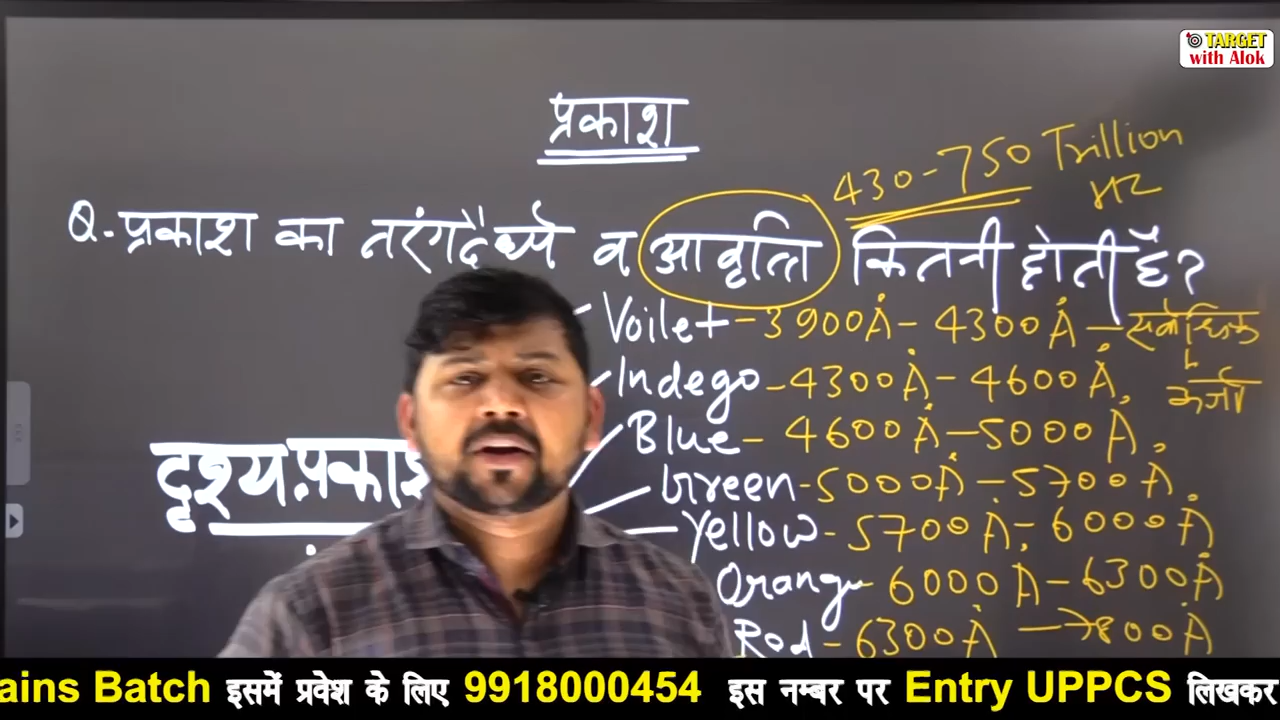 TARGET
with Alok
प्रकाश
430-750 Trillion
HZ
Q. प्रकाश का तरंगदैर्ध्य व आवृत्ति कितनी होती है?
Voilet - 3900Å - 4300Å - सर्वाधिक
ऊर्जा
Indego - 4300Å - 4600Å.
Blue - 4600Å - 5000Å.
दृश्य प्रकाश
Green - 5000Å - 5700Å.
Yellow - 5700Å - 6000Å
Orange - 6000Å - 6300Å
Red - 6300Å - 7800Å
ains Batch इसमें प्रवेश के लिए 9918000454 इस नम्बर पर Entry UPPCS लिखकर